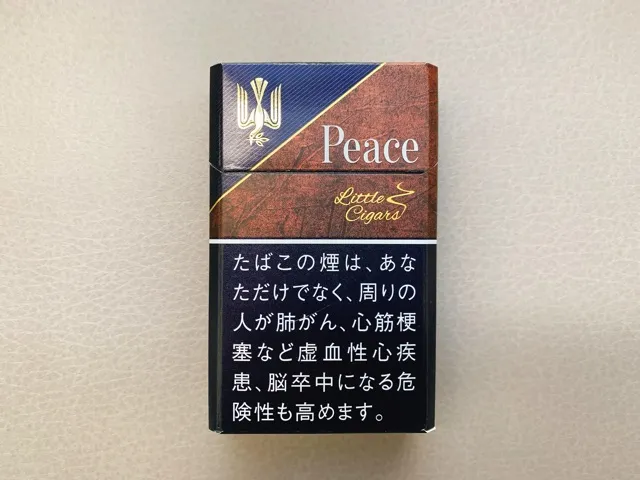 Peace
Little
Cigars
たばこの煙は、あな
ただけでなく、周りの
人が肺がん、心筋梗
塞など虚血性心疾
患、脳卒中になる危
険性も高めます。